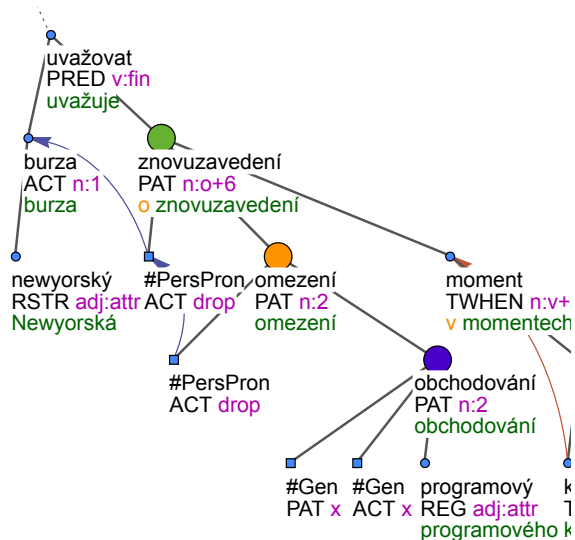 uvažovat
PRED v:fin
uvažuje
burza
ACT n:1
burza
znovuzavedení
PAT n:o+6
o znovuzavedení
newyorský
RSTR adj:attr
Newyorská
#PersPron
ACT drop
omezení
PAT n:2
omezení
moment
TWHEN n:v+
v momentech
#PersPron
ACT drop
obchodování
PAT n:2
obchodování
#Gen
PAT x
#Gen
ACT x
programový
REG adj:attr
programového
k
T
k